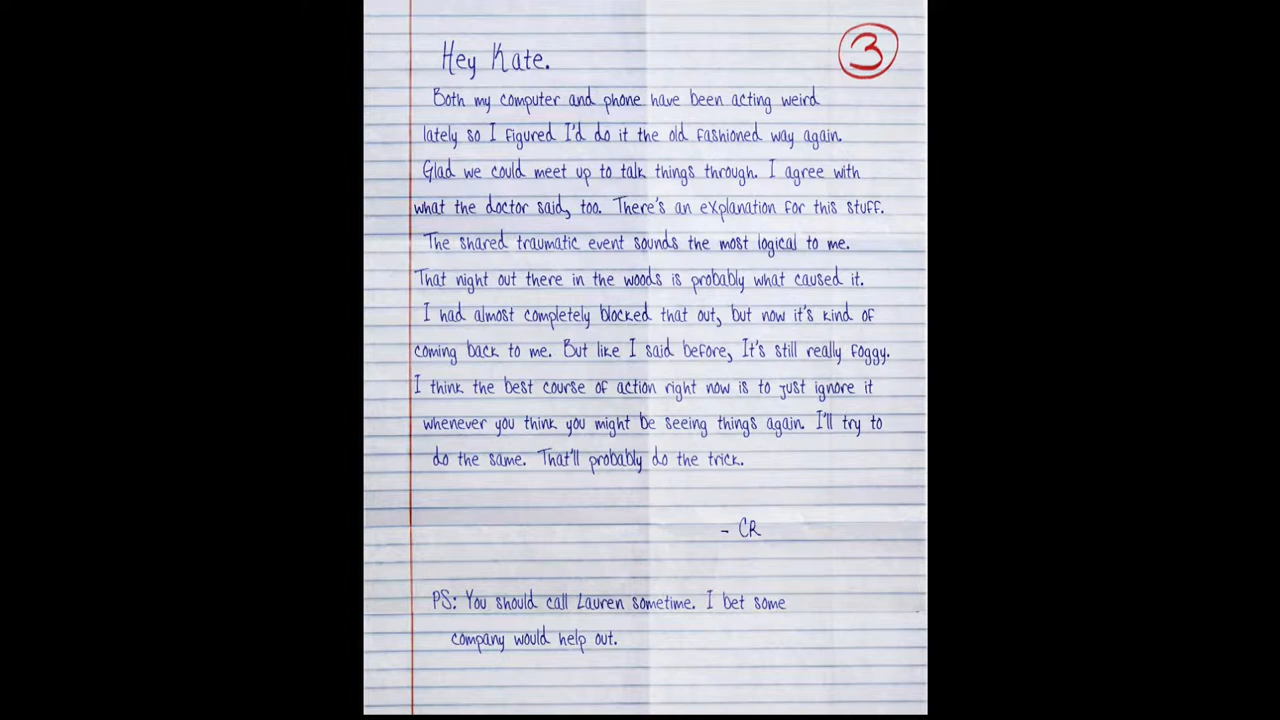 3
Hey Kate.
Both my computer and phone have been acting weird
lately so I figured I'd do it the old fashioned way again.
Glad we could meet up to talk things through. I agree with
what the doctor said, too. There's an explanation for this stuff.
The shared traumatic event sounds the most logical to me.
That night out there in the woods is probably what caused it.
I had almost completely blocked that out, but now it's kind of
coming back to me. But like I said before, It's still really foggy.
I think the best course of action right now is to just ignore it
whenever you think you might be seeing things again. I'll try to
do the same. That'll probably do the trick.
- CR
PS: You should call Lauren sometime. I bet some
company would help out.